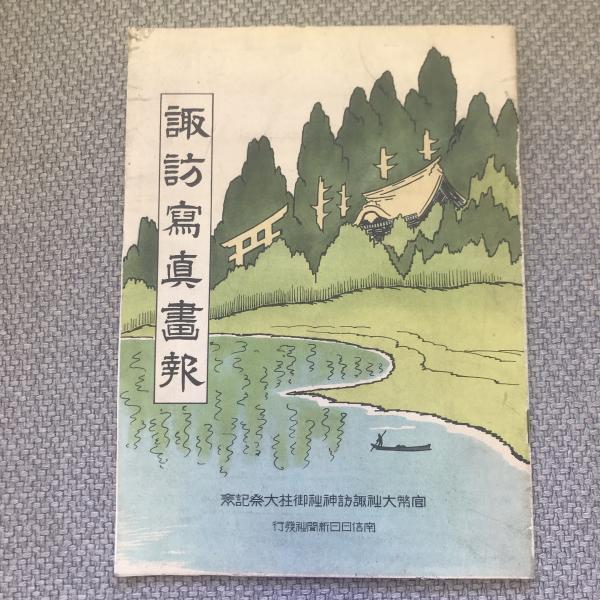 諏訪寫真畫報
官幣大社諏訪神社御柱大祭記念
南信日日新聞社發行